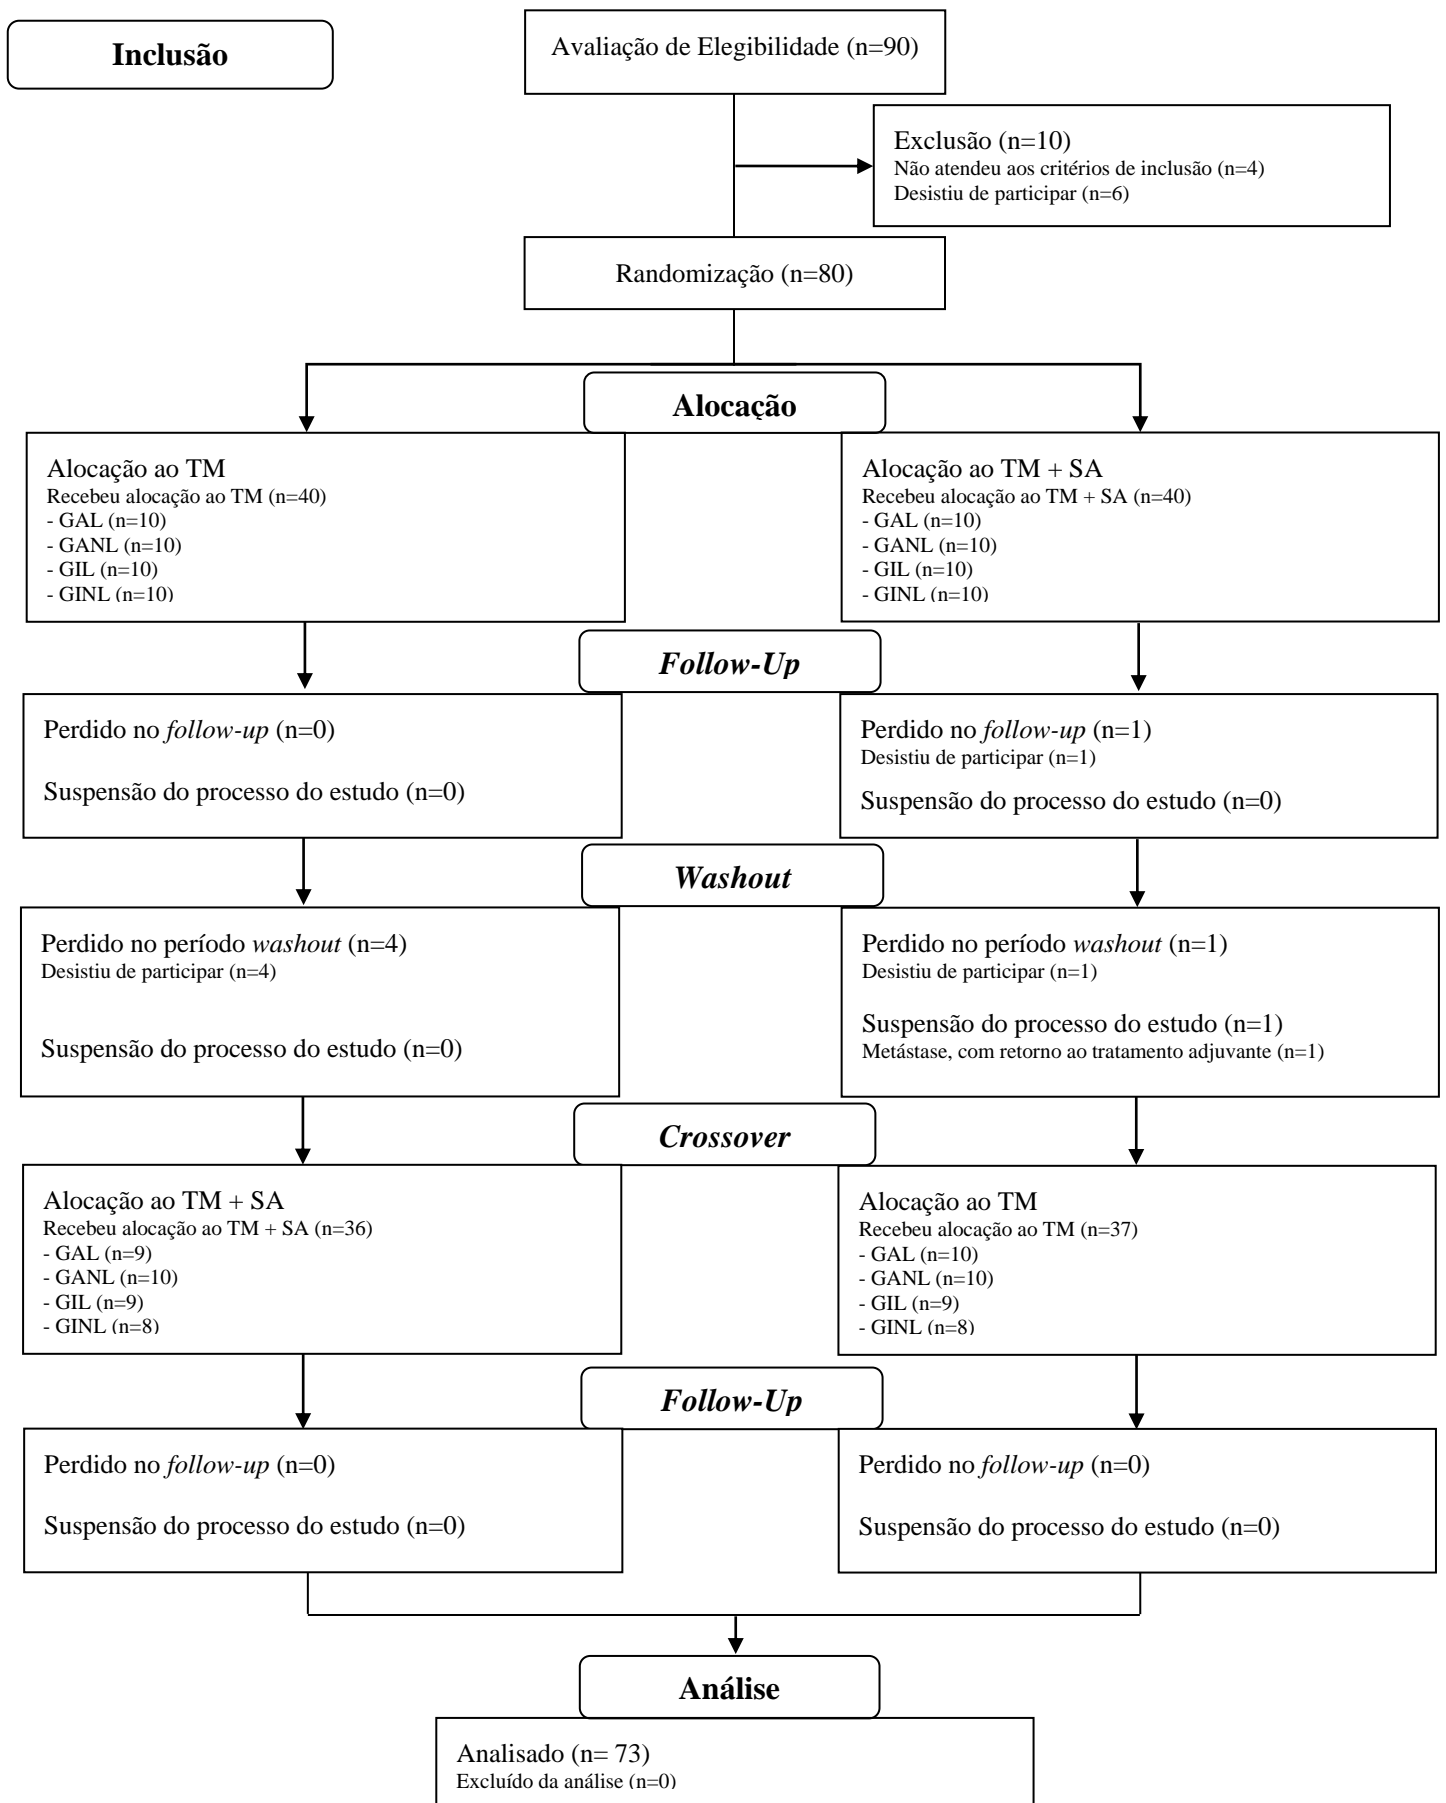 Inclusão
Avaliação de Elegibilidade (n=90)
Exclusão (n=10)
Não atendeu aos critérios de inclusão (n=4)
Desistiu de participar (n=6)
Randomização (n=80)
Alocação
Alocação ao TM
Recebeu alocação ao TM (n=40)
- GAL (n=10)
- GANL (n=10)
- GIL (n=10)
- GINL (n=10)
Alocação ao TM + SA
Recebeu alocação ao TM + SA (n=40)
- GAL (n=10)
- GANL (n=10)
- GIL (n=10)
- GINL (n=10)
Follow-Up
Perdido no follow-up (n=0)
Suspensão do processo do estudo (n=0)
Perdido no follow-up (n=1)
Desistiu de participar (n=1)
Suspensão do processo do estudo (n=0)
Washout
Perdido no período washout (n=4)
Desistiu de participar (n=4)
Suspensão do processo do estudo (n=0)
Perdido no período washout (n=1)
Desistiu de participar (n=1)
Suspensão do processo do estudo (n=1)
Metástase, com retorno ao tratamento adjuvante (n=1)
Crossover
Alocação ao TM + SA
Recebeu alocação ao TM + SA (n=36)
- GAL (n=9)
- GANL (n=10)
- GIL (n=9)
- GINL (n=8)
Alocação ao TM
Recebeu alocação ao TM (n=37)
- GAL (n=10)
- GANL (n=10)
- GIL (n=9)
- GINL (n=8)
Follow-Up
Perdido no follow-up (n=0)
Suspensão do processo do estudo (n=0)
Perdido no follow-up (n=0)
Suspensão do processo do estudo (n=0)
Análise
Analisado (n= 73)
Excluído da análise (n=0)